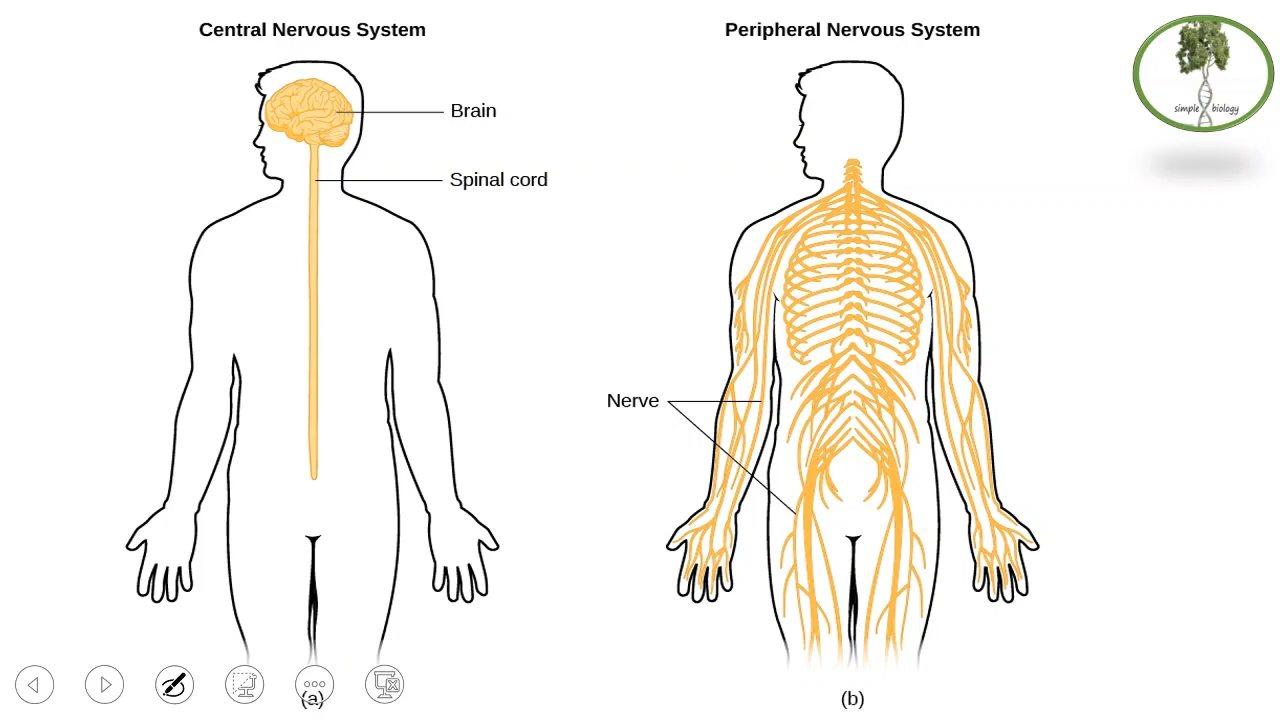 Central Nervous System
Peripheral Nervous System
simple biology
Brain
Spinal cord
Nerve
(a)
(b)